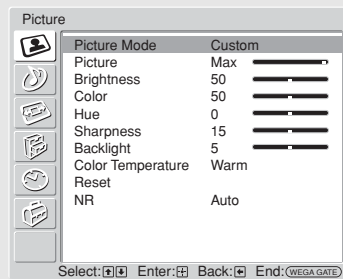 Picture
Picture Mode Custom
Picture Max
Brightness 50
Color 50
Hue 0
Sharpness 15
Backlight 5
Color Temperature Warm
Reset
NR Auto
Select: Enter: Back: End: WEGA GATE